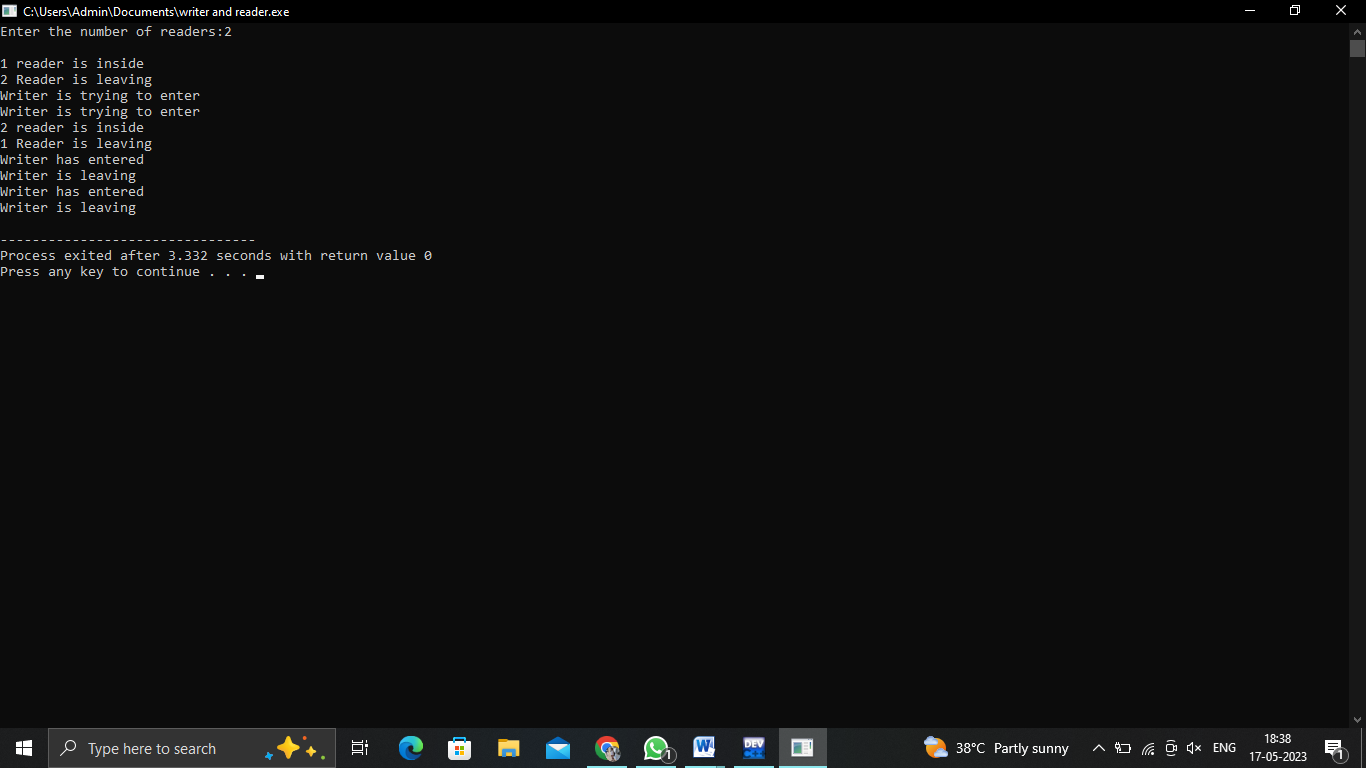 C:\Users\Admin\Documents\writer and reader.exe
Enter the number of readers:2
1 reader is inside
2 Reader is leaving
Writer is trying to enter
Writer is trying to enter
2 reader is inside
1 Reader is leaving
Writer has entered
Writer is leaving
Writer has entered
Writer is leaving
--------------------------------
Process exited after 3.332 seconds with return value 0
Press any key to continue . . .
Type here to search
1
W
DEV
38°C Partly sunny
ENG
18:38
17-05-2023
1